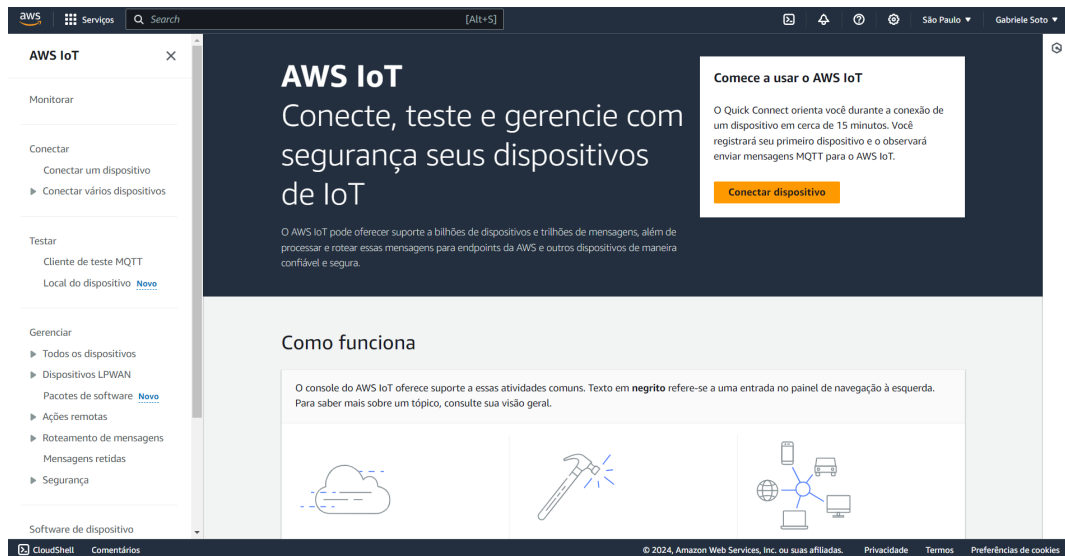 aws
Serviços
Search
[Alt+S]
São Paulo ▼
Gabriele Soto ▼
AWS IoT
Monitorar
Conectar
Conectar um dispositivo
Conectar vários dispositivos
Testar
Cliente de teste MQTT
Local do dispositivo Novo
Gerenciar
Todos os dispositivos
Dispositivos LPWAN
Pacotes de software Novo
Ações remotas
Roteamento de mensagens
Mensagens retidas
Segurança
Software de dispositivo
AWS IoT
Conecte, teste e gerencie com
segurança seus dispositivos
de IoT
O AWS IoT pode oferecer suporte a bilhões de dispositivos e trilhões de mensagens, além de
processar e rotear essas mensagens para endpoints da AWS e outros dispositivos de maneira
confiável e segura.
Comece a usar o AWS IoT
O Quick Connect orienta você durante a conexão de
um dispositivo em cerca de 15 minutos. Você
registrará seu primeiro dispositivo e o observará
enviar mensagens MQTT para o AWS IoT.
Conectar dispositivo
Como funciona
O console do AWS IoT oferece suporte a essas atividades comuns. Texto em negrito refere-se a uma entrada no painel de navegação à esquerda.
Para saber mais sobre um tópico, consulte sua visão geral.
CloudShell
Comentários
© 2024, Amazon Web Services, Inc. ou suas afiliadas.
Privacidade
Termos
Preferências de cookies